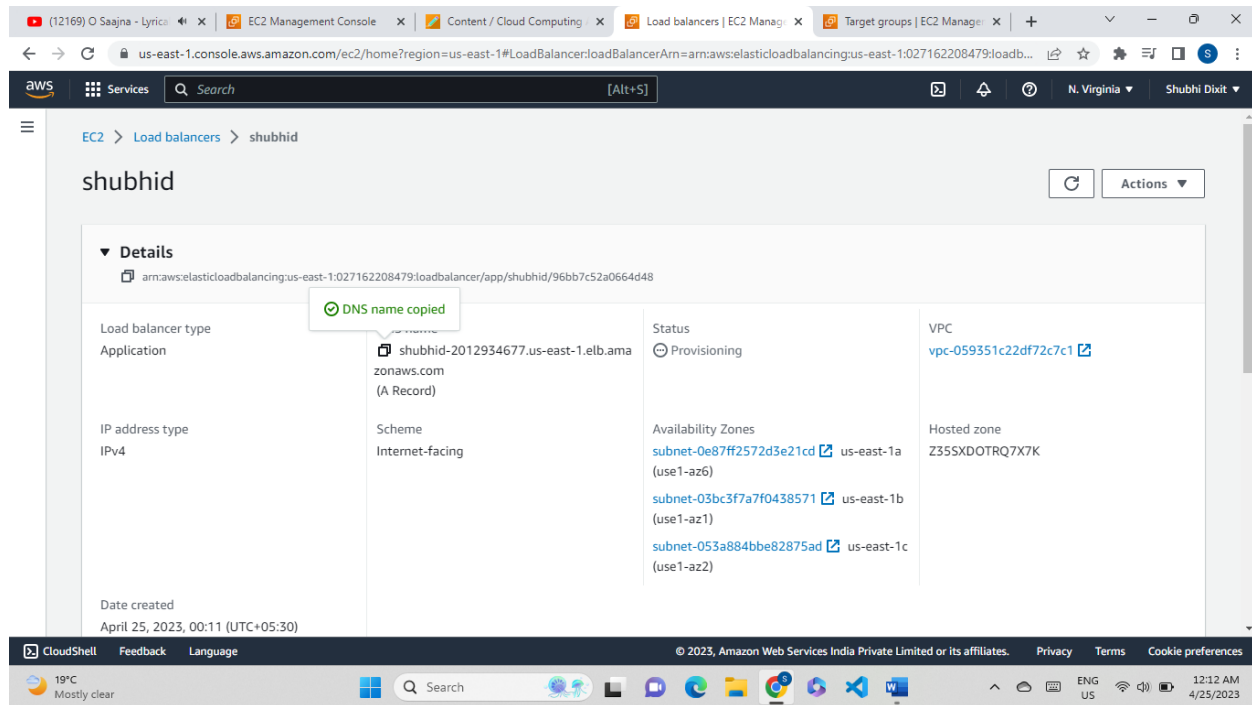 (12169) O Saajna - Lyrica
EC2 Management Console
Content / Cloud Computing
Load balancers | EC2 Manag
Target groups | EC2 Manager
us-east-1.console.aws.amazon.com/ec2/home?region=us-east-1#LoadBalancer:loadBalancerArn=arn:aws:elasticloadbalancing:us-east-1:027162208479:loadb...
S
aws
Services
Search
[Alt+S]
N. Virginia
Shubhi Dixit
EC2 > Load balancers > shubhid
shubhid
Actions
Details
arn:aws:elasticloadbalancing:us-east-1:027162208479:loadbalancer/app/shubhid/96bb7c52a0664d48
DNS name copied
Load balancer type
Application
name
shubhid-2012934677.us-east-1.elb.ama
zonaws.com
(A Record)
Status
Provisioning
VPC
vpc-059351c22df72c7c1
IP address type
IPv4
Scheme
Internet-facing
Availability Zones
subnet-0e87ff2572d3e21cd us-east-1a
(use1-az6)
subnet-03bc3f7a7f0438571 us-east-1b
(use1-az1)
subnet-053a884bbe82875ad us-east-1c
(use1-az2)
Hosted zone
Z35SXDOTRQ7X7K
Date created
April 25, 2023, 00:11 (UTC+05:30)
CloudShell Feedback Language
© 2023, Amazon Web Services India Private Limited or its affiliates. Privacy Terms Cookie preferences
19°C
Mostly clear
Search
S
ENG
US
12:12 AM
4/25/2023